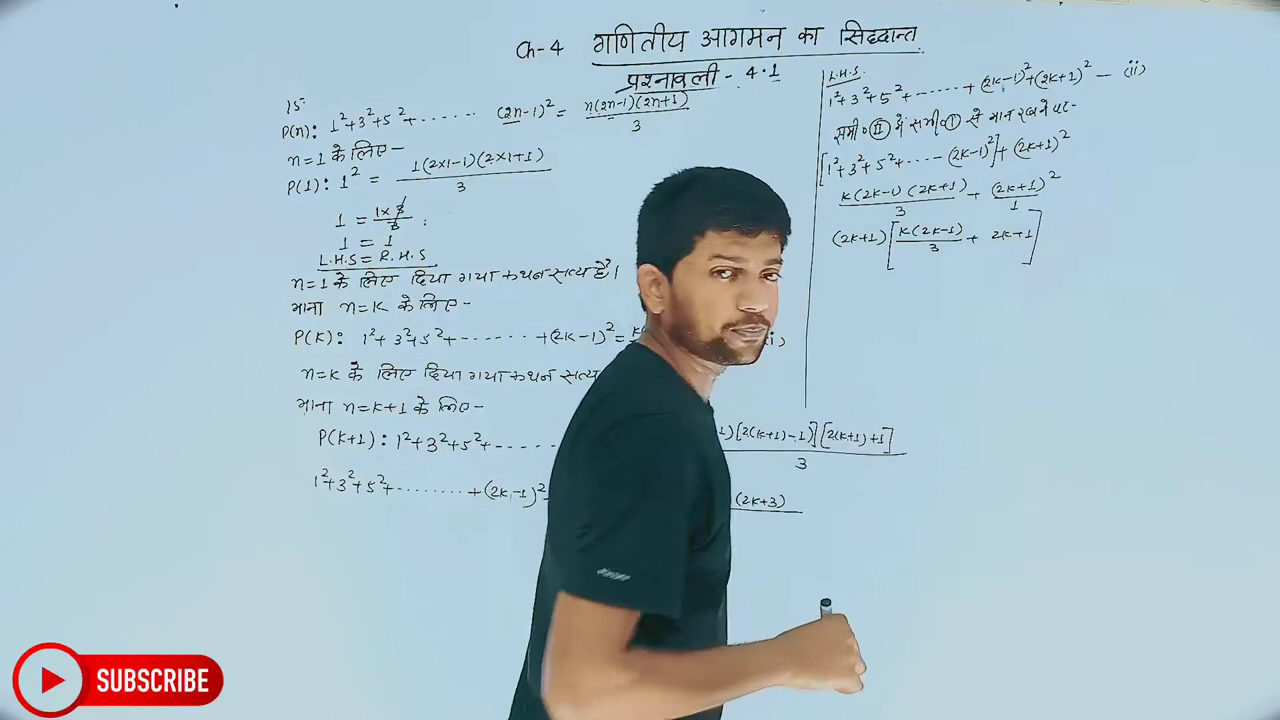 Ch-4 गणितीय आगमन का सिद्धान्त
प्रश्नावली - 4.1
15.
P(n): 1²+3²+5²+....... (2n-1)² = n(2n-1)(2n+1)/3
n=1 के लिए-
P(1): 1² = 1(2x1-1)(2x1+1)/3
1 = 1x3/3
1 = 1
L.H.S = R.H.S
n=1 के लिए दिया गया कथन सत्य है।
माना n=K के लिए-
P(K): 1²+3²+5²+.......+(2K-1)²=
n=K के लिए दिया गया कथन सत्य
माना n=K+1 के लिए-
P(K+1): 1²+3²+5²+.....
1)[2(K+1)-1][2(K+1)+1]/3
1²+3²+5²+........+(2K-1)²
(2K+3)
L.H.S.
1²+3²+5²+......+(2K-1)²+(2K+1)² — (ii)
समी० (II) में समी० (I) से मान रखने पर-
[1²+3²+5²+....(2K-1)²]+(2K+1)²
K(2K-1)(2K+1)/3 + (2K+1)²/1
(2K+1)[K(2K-1)/3 + 2K+1]
SUBSCRIBE